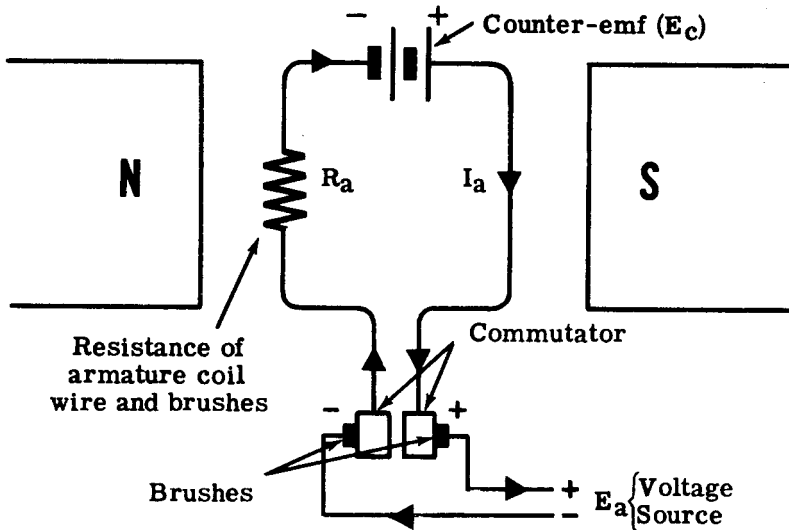 - +
Counter-emf (Ec)
N
Ra
Ia
S
Resistance of
armature coil
wire and brushes
Commutator
- +
Brushes
+
-
Ea { Voltage
Source